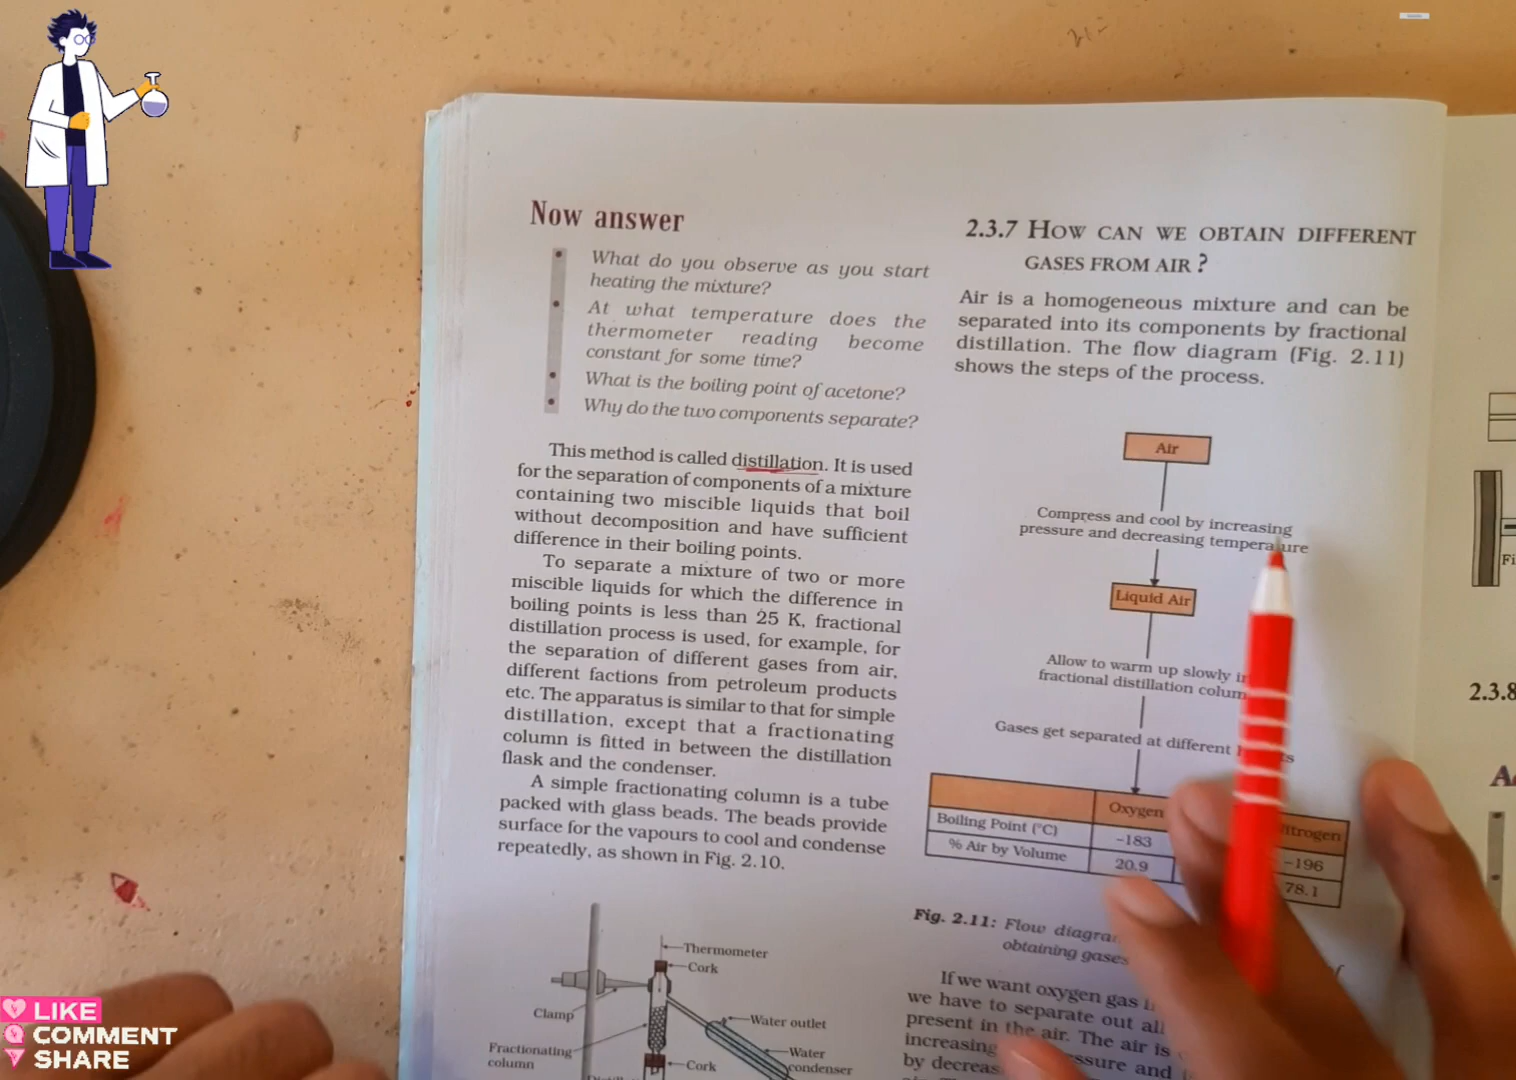 Now answer
What do you observe as you start
heating the mixture?
At what temperature does the
thermometer reading become
constant for some time?
What is the boiling point of acetone?
Why do the two components separate?
This method is called distillation. It is used
for the separation of components of a mixture
containing two miscible liquids that boil
without decomposition and have sufficient
difference in their boiling points.
To separate a mixture of two or more
miscible liquids for which the difference in
boiling points is less than 25 K, fractional
distillation process is used, for example, for
the separation of different gases from air,
different factions from petroleum products
etc. The apparatus is similar to that for simple
distillation, except that a fractionating
column is fitted in between the distillation
flask and the condenser.
A simple fractionating column is a tube
packed with glass beads. The beads provide
surface for the vapours to cool and condense
repeatedly, as shown in Fig. 2.10.
Thermometer
Cork
Clamp
Water outlet
Fractionating
column
Water
condenser
Cork
2.3.7 HOW CAN WE OBTAIN DIFFERENT
GASES FROM AIR ?
Air is a homogeneous mixture and can be
separated into its components by fractional
distillation. The flow diagram (Fig. 2.11)
shows the steps of the process.
Air
Compress and cool by increasing
pressure and decreasing temperature
Liquid Air
Allow to warm up slowly
fractional distillation
Gases get separated at different
Oxygen
Boiling Point (°C) -183 -196
% Air by Volume 20.9 78.1
Fig. 2.11: Flow
obtaining gases
If we want oxygen gas
we have to separate out
present in the air. The air is
increasing
by
2.3.8
LIKE
COMMENT
SHARE